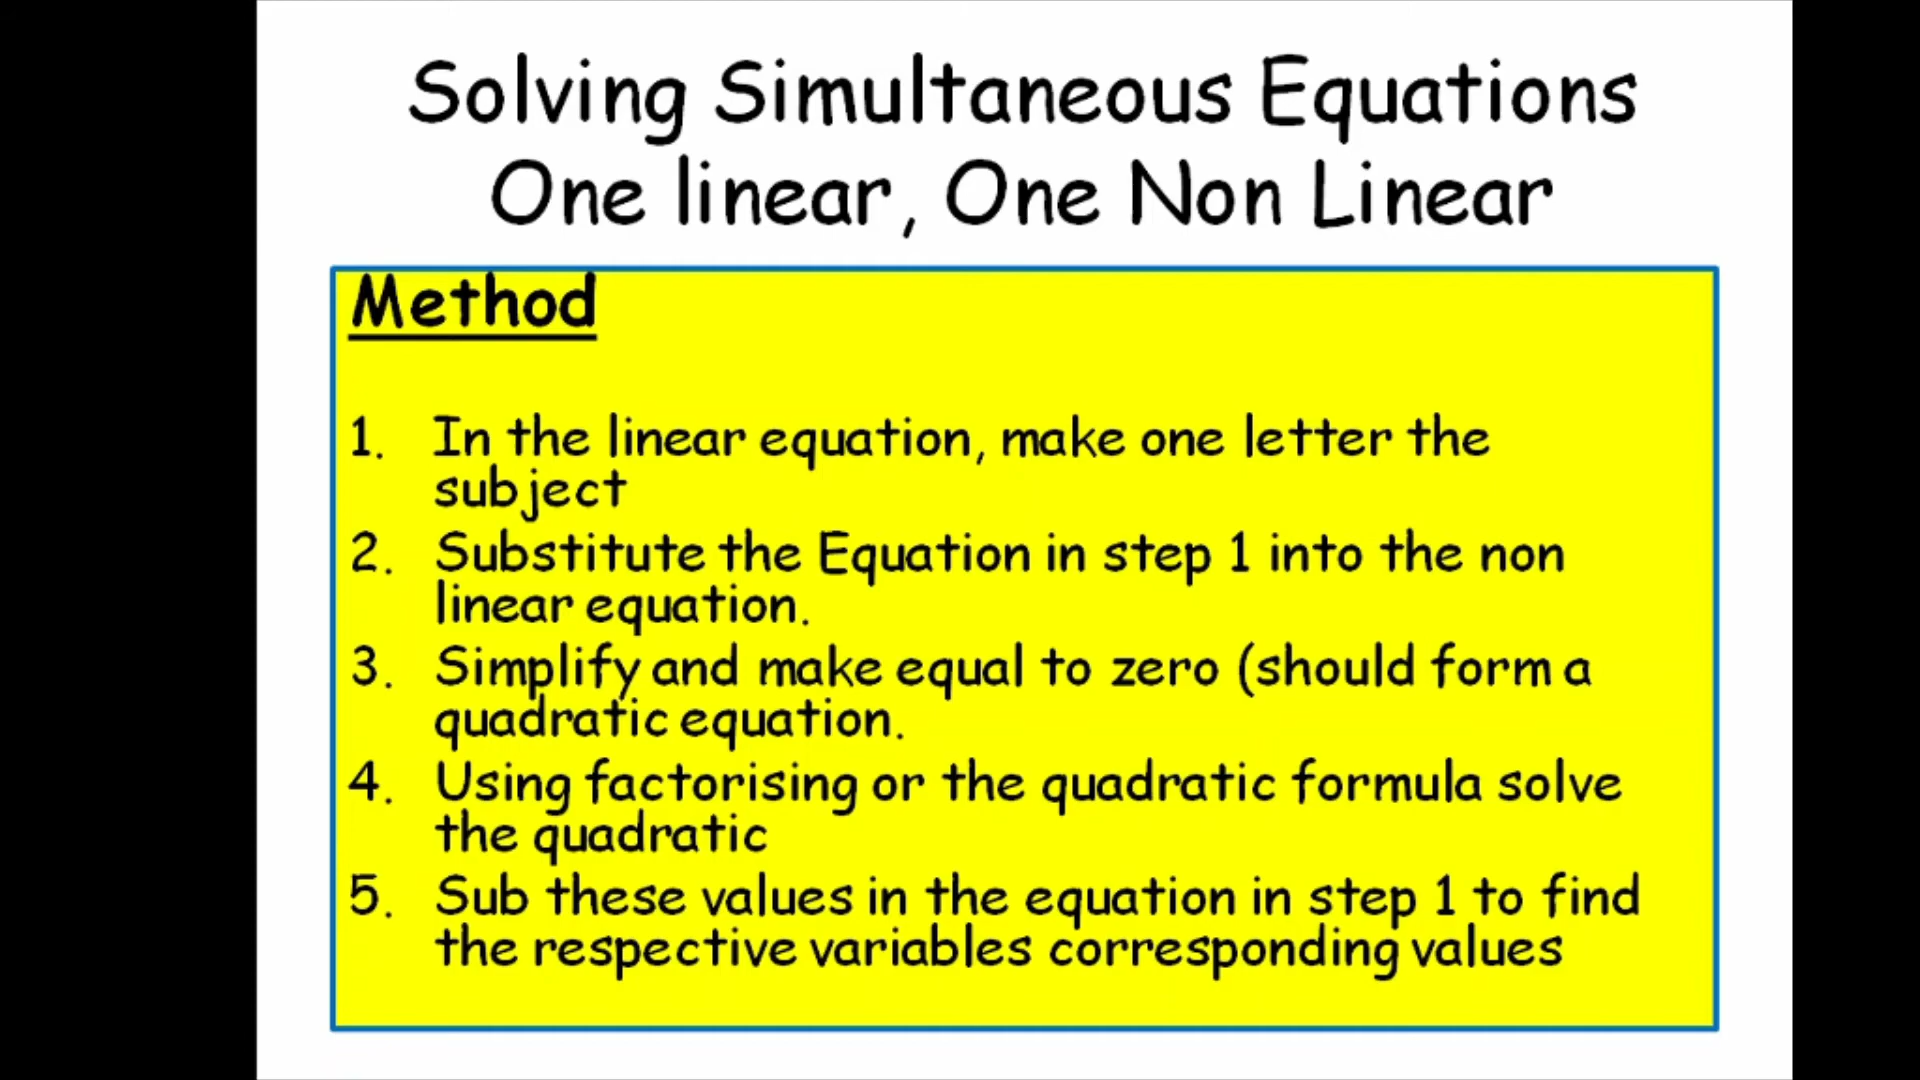 Solving Simultaneous Equations
One linear, One Non Linear
Method
1. In the linear equation, make one letter the
subject
2. Substitute the Equation in step 1 into the non
linear equation.
3. Simplify and make equal to zero (should form a
quadratic equation.
4. Using factorising or the quadratic formula solve
the quadratic
5. Sub these values in the equation in step 1 to find
the respective variables corresponding values